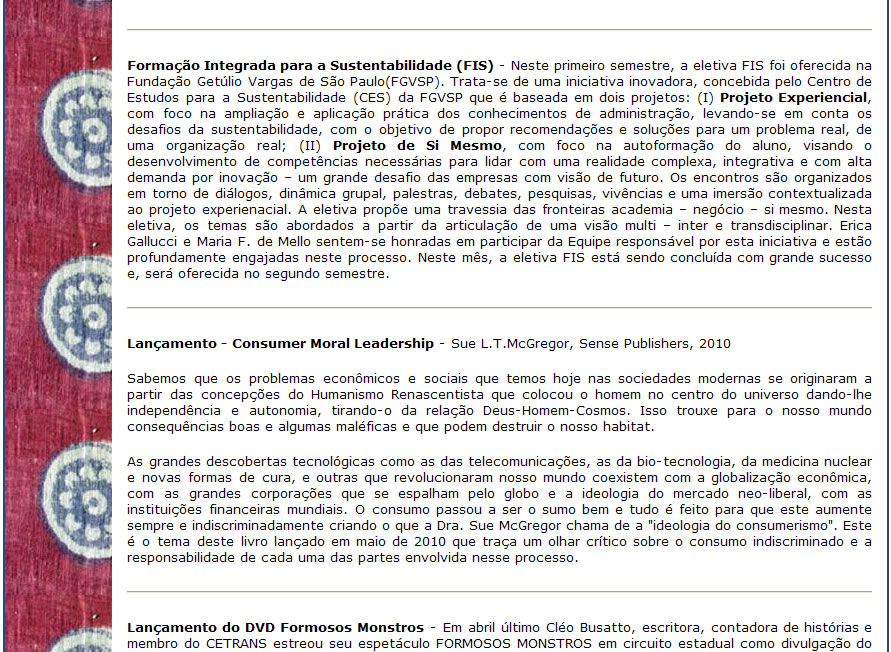 Formação Integrada para a Sustentabilidade (FIS) - Neste primeiro semestre, a eletiva FIS foi oferecida na
Fundação Getúlio Vargas de São Paulo(FGVSP). Trata-se de uma iniciativa inovadora, concebida pelo Centro de
Estudos para a Sustentabilidade (CES) da FGVSP que é baseada em dois projetos: (I) Projeto Experiencial,
com foco na ampliação e aplicação prática dos conhecimentos de administração, levando-se em conta os
desafios da sustentabilidade, com o objetivo de propor recomendações e soluções para um problema real, de
uma organização real; (II) Projeto de Si Mesmo, com foco na autoformação do aluno, visando o
desenvolvimento de competências necessárias para lidar com uma realidade complexa, integrativa e com alta
demanda por inovação – um grande desafio das empresas com visão de futuro. Os encontros são organizados
em torno de diálogos, dinâmica grupal, palestras, debates, pesquisas, vivências e uma imersão contextualizada
ao projeto experienacial. A eletiva propõe uma travessia das fronteiras academia – negócio – si mesmo. Nesta
eletiva, os temas são abordados a partir da articulação de uma visão multi – inter e transdisciplinar. Erica
Gallucci e Maria F. de Mello sentem-se honradas em participar da Equipe responsável por esta iniciativa e estão
profundamente engajadas neste processo. Neste mês, a eletiva FIS está sendo concluída com grande sucesso
e, será oferecida no segundo semestre.
Lançamento - Consumer Moral Leadership - Sue L.T.McGregor, Sense Publishers, 2010
Sabemos que os problemas econômicos e sociais que temos hoje nas sociedades modernas se originaram a
partir das concepções do Humanismo Renascentista que colocou o homem no centro do universo dando-lhe
independência e autonomia, tirando-o da relação Deus-Homem-Cosmos. Isso trouxe para o nosso mundo
consequências boas e algumas maléficas e que podem destruir o nosso habitat.
As grandes descobertas tecnológicas como as das telecomunicações, as da bio-tecnologia, da medicina nuclear
e novas formas de cura, e outras que revolucionaram nosso mundo coexistem com a globalização econômica,
com as grandes corporações que se espalham pelo globo e a ideologia do mercado neo-liberal, com as
instituições financeiras mundiais. O consumo passou a ser o sumo bem e tudo é feito para que este aumente
sempre e indiscriminadamente criando o que a Dra. Sue McGregor chama de a "ideologia do consumerismo". Este
é o tema deste livro lançado em maio de 2010 que traça um olhar crítico sobre o consumo indiscriminado e a
responsabilidade de cada uma das partes envolvida nesse processo.
Lançamento do DVD Formosos Monstros - Em abril último Cléo Busatto, escritora, contadora de histórias e
membro do CETRANS estreou seu espetáculo FORMOSOS MONSTROS em circuito estadual como divulgação do